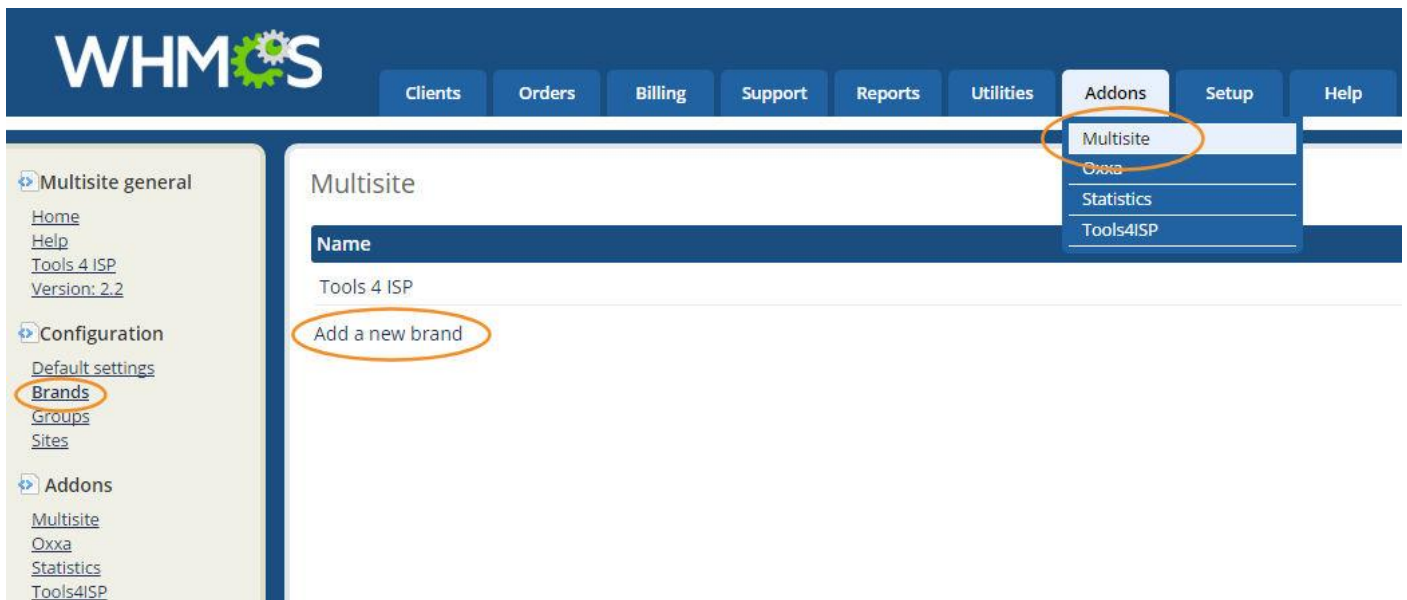 WHMCS
Clients Orders Billing Support Reports Utilities Addons Setup Help
Multisite
Oxxa
Statistics
Tools4ISP
Multisite general
Home
Help
Tools 4 ISP
Version: 2.2
Configuration
Default settings
Brands
Groups
Sites
Addons
Multisite
Oxxa
Statistics
Tools4ISP
Multisite
Name
Tools 4 ISP
Add a new brand